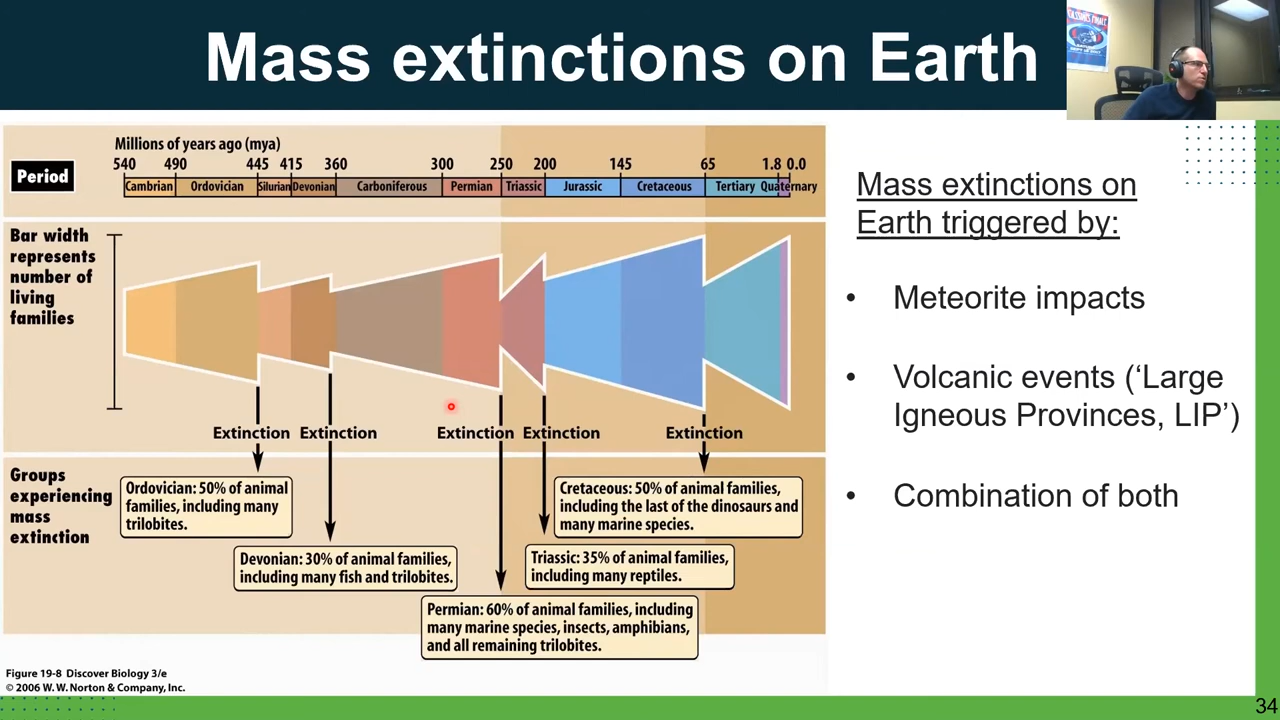 Mass extinctions on Earth
Millions of years ago (mya)
540 490 445 415 360 300 250 200 145 65 1.8 0.0
Period
Cambrian Ordovician Silurian Devonian Carboniferous Permian Triassic Jurassic Cretaceous Tertiary Quaternary
Bar width
represents
number of
living
families
Extinction Extinction Extinction Extinction Extinction
Groups
experiencing
mass
extinction
Ordovician: 50% of animal
families, including many
trilobites.
Devonian: 30% of animal families,
including many fish and trilobites.
Permian: 60% of animal families, including
many marine species, insects, amphibians,
and all remaining trilobites.
Triassic: 35% of animal families,
including many reptiles.
Cretaceous: 50% of animal families,
including the last of the dinosaurs and
many marine species.
Figure 19-8 Discover Biology 3/e
© 2006 W. W. Norton & Company, Inc.
Mass extinctions on
Earth triggered by:
• Meteorite impacts
• Volcanic events (‘Large
Igneous Provinces, LIP’)
• Combination of both
34